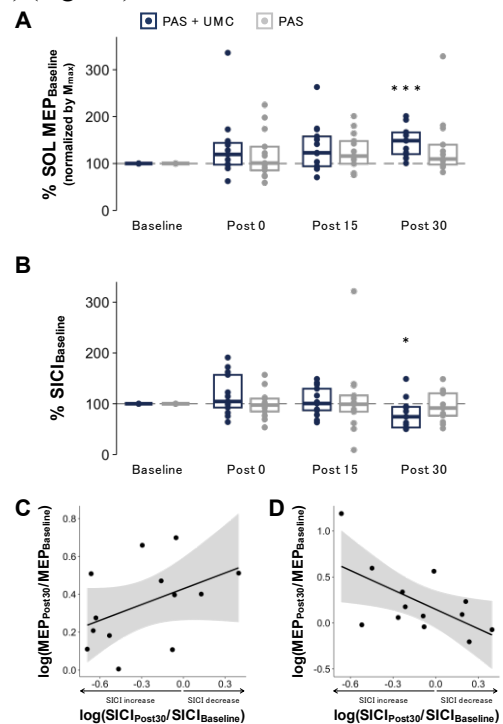 A
PAS + UMC PAS
% SOL MEPBaseline
(normalized by Mmax)
300
200
100
0
* * *
Baseline Post 0 Post 15 Post 30
B
% SICIBaseline
300
200
100
0
*
Baseline Post 0 Post 15 Post 30
C
log(MEPPost30/MEPBaseline)
0.8
0.6
0.4
0.2
0.0
-0.6 -0.3 0.0 0.3
SICI increase SICI decrease
log(SICIPost30/SICIBaseline)
D
log(MEPPost30/MEPBaseline)
1.0
0.5
0.0
-0.5
-0.6 -0.3 0.0 0.3
SICI increase SICI decrease
log(SICIPost30/SICIBaseline)